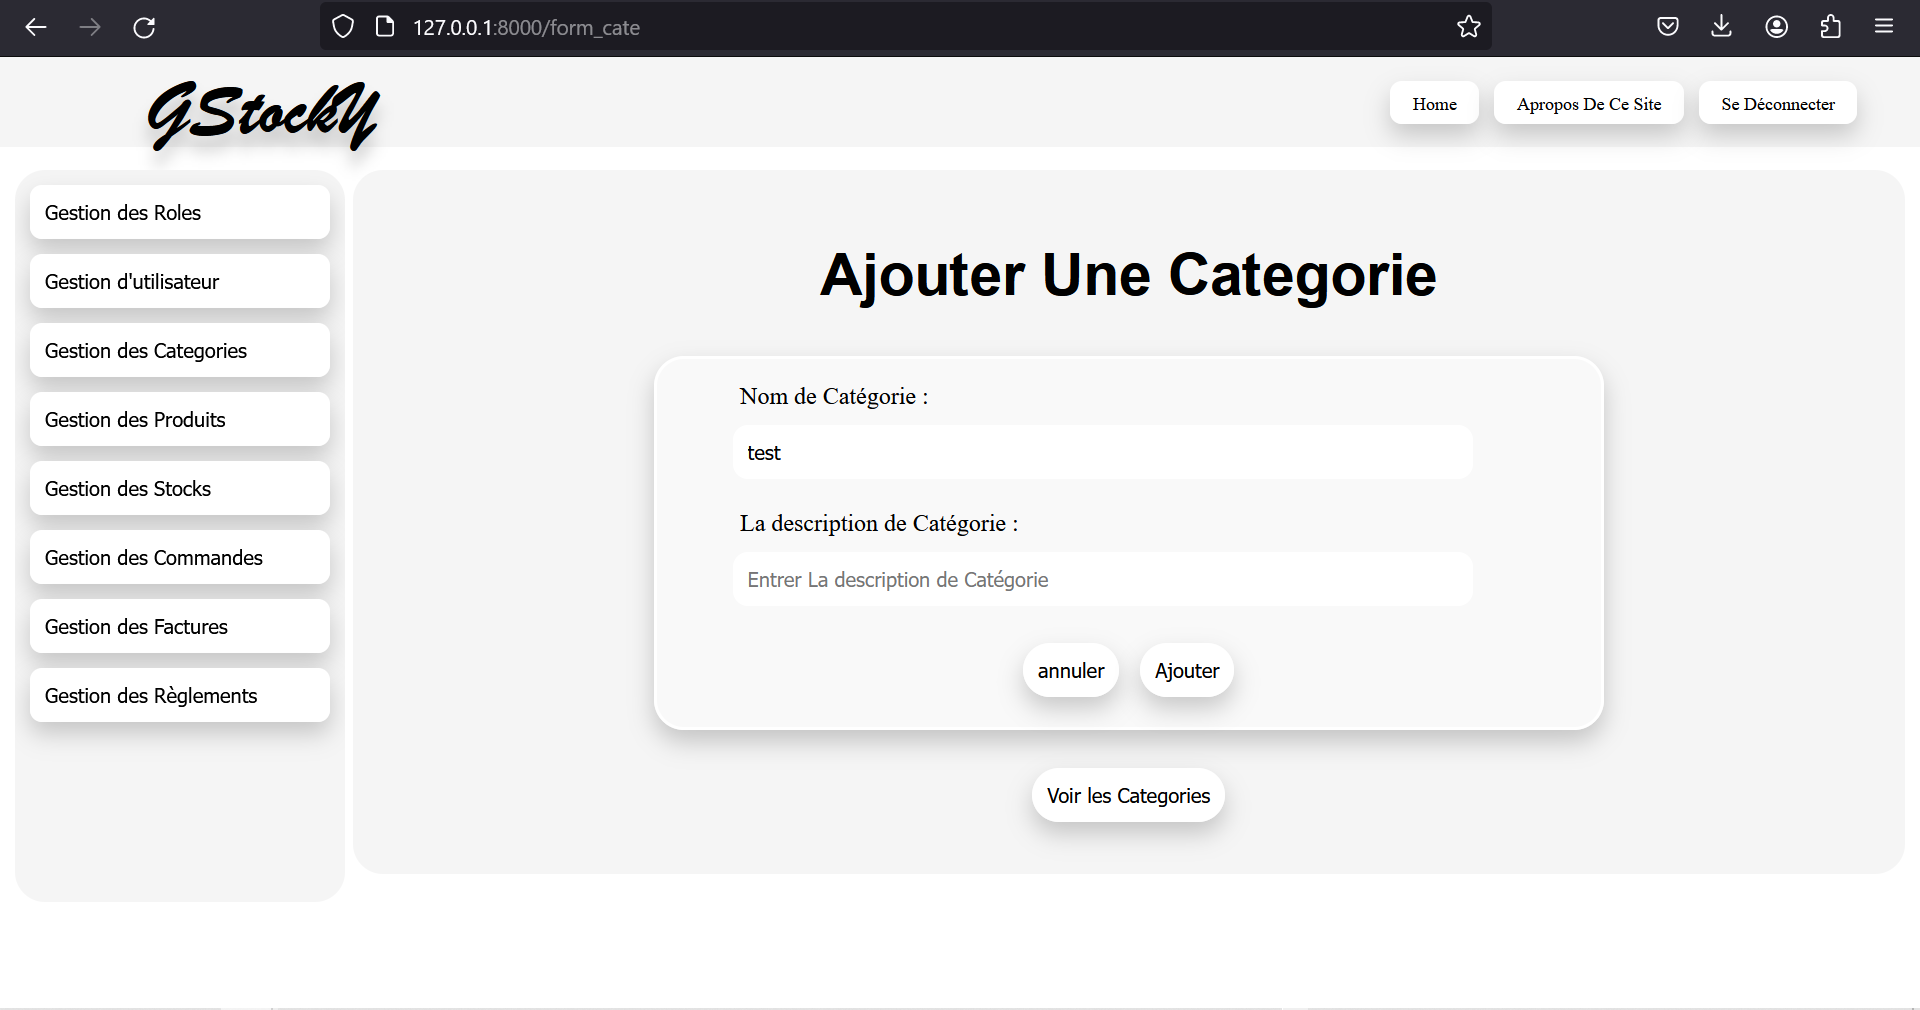 127.0.0.1:8000/form_cate
GStockY
Home
Apropos De Ce Site
Se Déconnecter
Gestion des Roles
Gestion d'utilisateur
Gestion des Categories
Gestion des Produits
Gestion des Stocks
Gestion des Commandes
Gestion des Factures
Gestion des Règlements
Ajouter Une Categorie
Nom de Catégorie :
test
La description de Catégorie :
Entrer La description de Catégorie
annuler
Ajouter
Voir les Categories